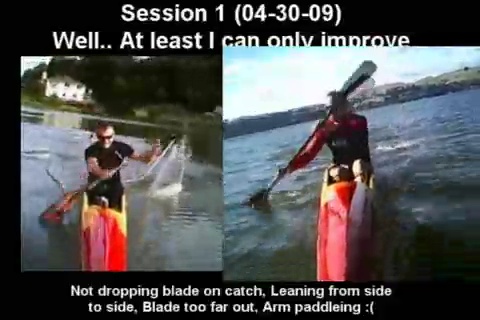 Session 1 (04-30-09)
Well.. At least I can only improve
Not dropping blade on catch, Leaning from side
to side, Blade too far out, Arm paddleing :(